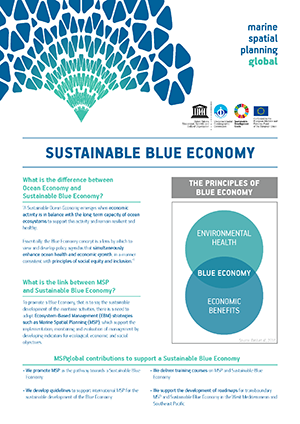 marine
spatial
planning
global
SUSTAINABLE BLUE ECONOMY
What is the difference between
Ocean Economy and
Sustainable Blue Economy?
"A Sustainable Ocean Economy emerges when economic
activity is in balance with the long term capacity of ocean
ecosystems to support this activity and remain resilient and
healthy.
Essentially, the Blue Economy concept is a lens by which to
view and develop policy agendas that simultaneously
enhance ocean health and economic growth, in a manner
consistent with principles of social equity and inclusion."
What is the link between MSP
and Sustainable Blue Economy?
To promote a Blue Economy, that is to say, the sustainable
development of the maritime activities, there is a need to
adopt Ecosystem-Based Management (EBM) strategies
such as Marine Spatial Planning (MSP), which support the
implementation, monitoring and evaluation of management by
developing indicators for ecological, economic and social
objectives.
THE PRINCIPLES OF
BLUE ECONOMY
ENVIRONMENTAL
HEALTH
BLUE ECONOMY
ECONOMIC
BENEFITS
MSPglobal contributions to support a Sustainable Blue Economy
• We promote MSP as the pathway towards a Sustainable Blue
Economy
• We develop guidelines to support international MSP for the
sustainable development of the Blue Economy
• We deliver training courses on MSP and Sustainable Blue
Economy
• We support the development of roadmaps for transboundary
MSP and Sustainable Blue Economy in the West Mediterranean and
Southeast Pacific